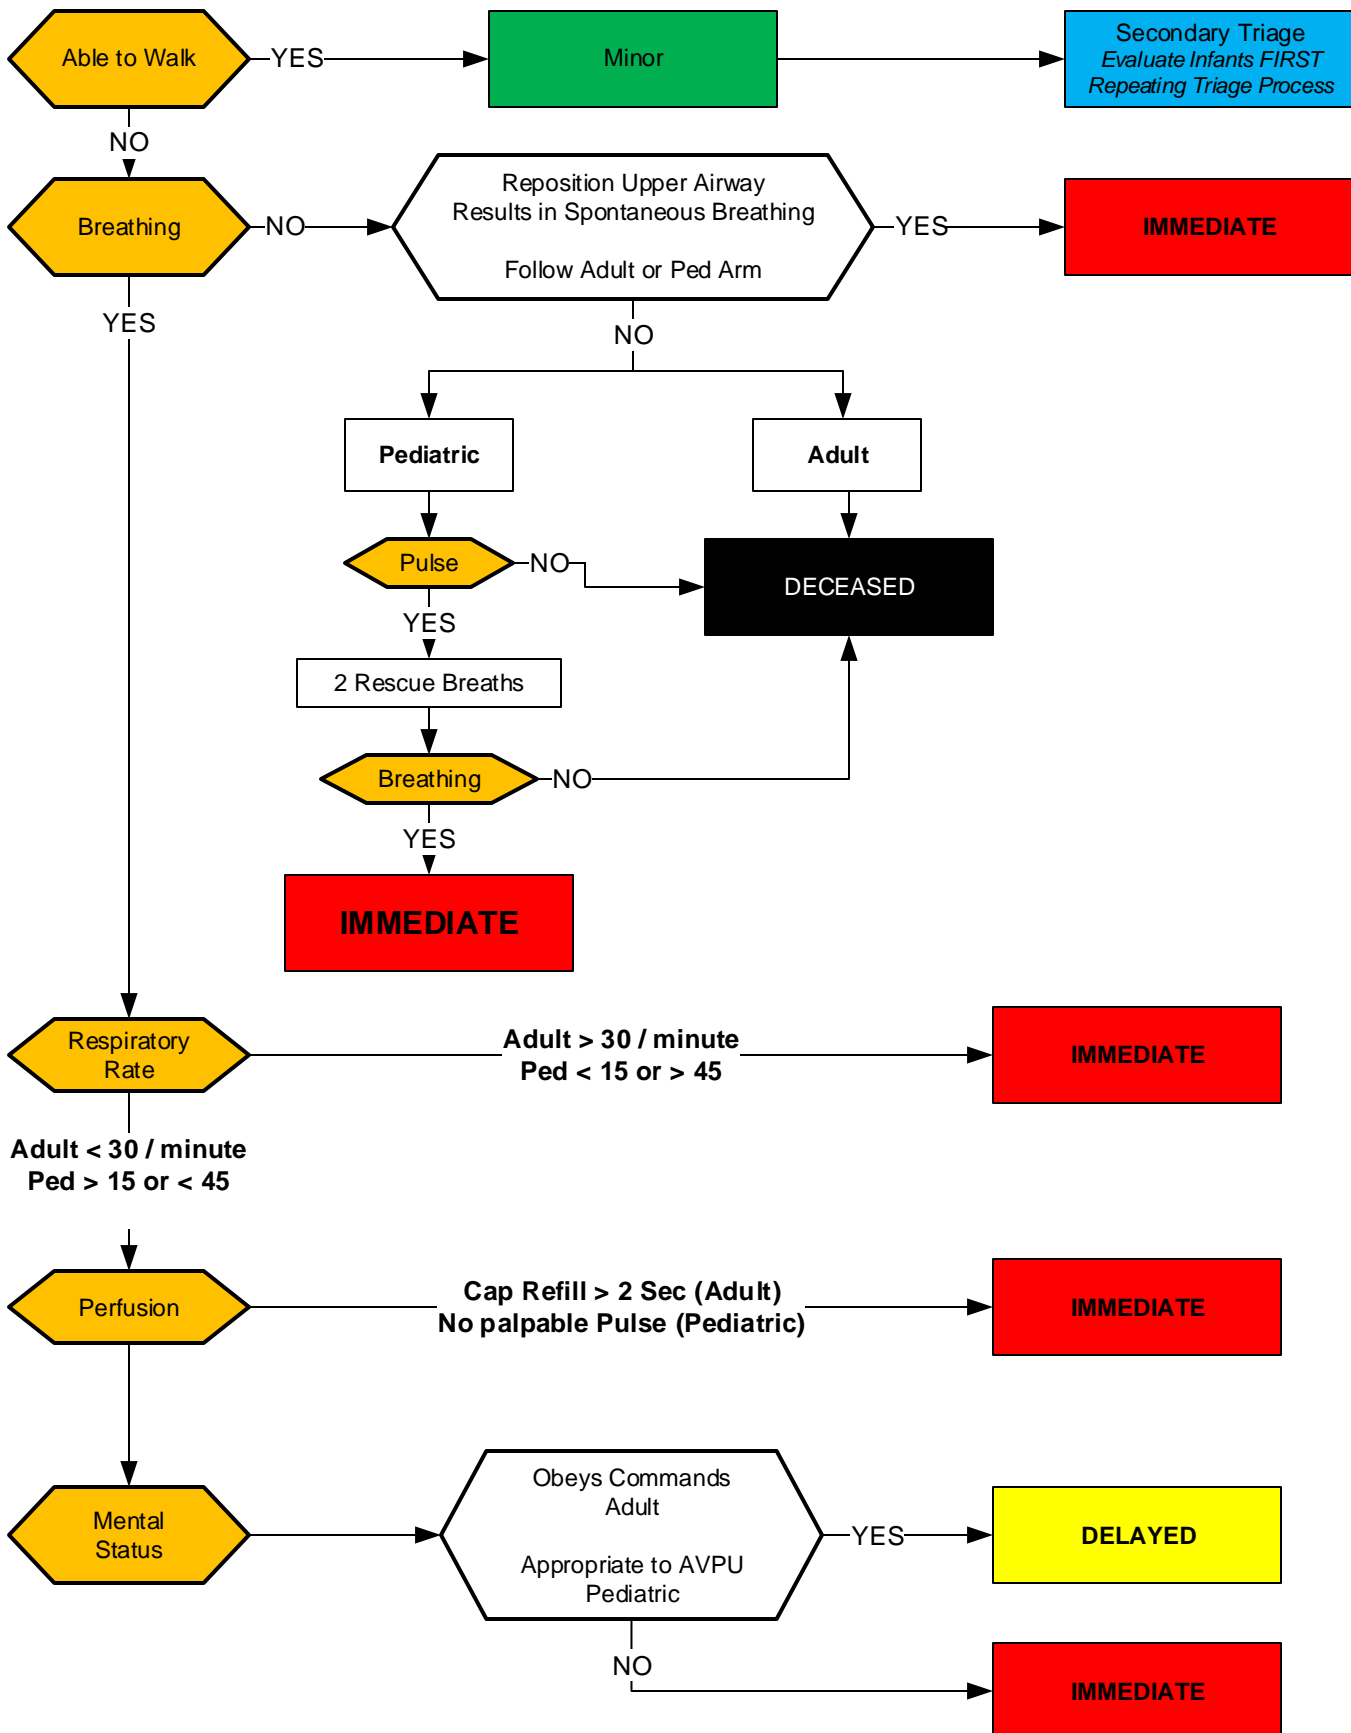 Able to Walk
YES
Minor
Secondary Triage
Evaluate Infants FIRST
Repeating Triage Process
NO
Breathing
NO
Reposition Upper Airway
Results in Spontaneous Breathing
Follow Adult or Ped Arm
YES
IMMEDIATE
YES
NO
Pediatric
Adult
Pulse
NO
DECEASED
YES
2 Rescue Breaths
Breathing
NO
YES
IMMEDIATE
Respiratory
Rate
Adult > 30 / minute
Ped < 15 or > 45
IMMEDIATE
Adult < 30 / minute
Ped > 15 or < 45
Perfusion
Cap Refill > 2 Sec (Adult)
No palpable Pulse (Pediatric)
IMMEDIATE
Mental
Status
Obeys Commands
Adult
Appropriate to AVPU
Pediatric
YES
DELAYED
NO
IMMEDIATE